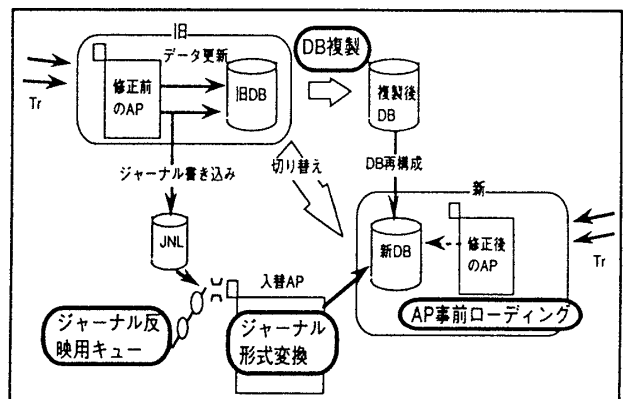 旧
データ更新
DB複製
修正前
のAP
旧DB
複製後
DB
Tr
ジャーナル書き込み
切り替え
DB再構成
新
JNL
新DB
修正後
のAP
Tr
入替AP
ジャーナル反
映用キュー
ジャーナル
形式変換
AP事前ローディング